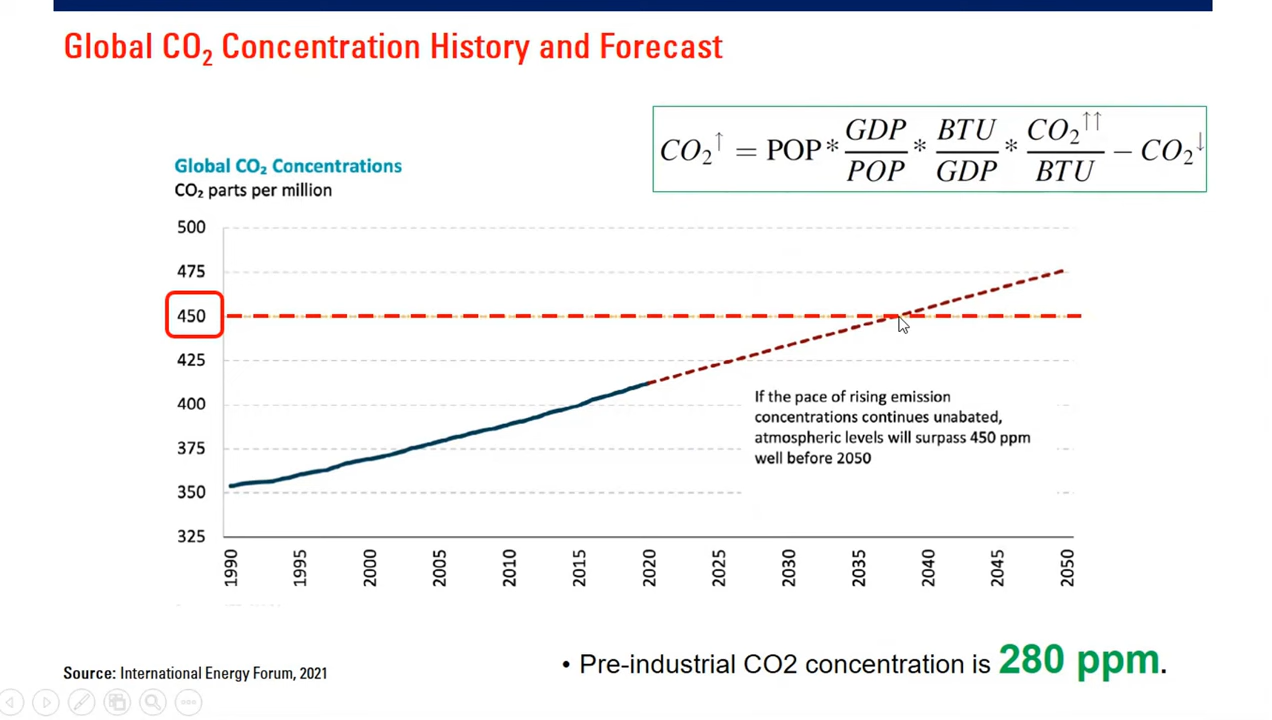 Global CO₂ Concentration History and Forecast
CO₂↑ = POP * GDP/POP * BTU/GDP * CO₂↑↑/BTU − CO₂↓
Global CO₂ Concentrations
CO₂ parts per million
500
475
450
425
400
375
350
325
1990 1995 2000 2005 2010 2015 2020 2025 2030 2035 2040 2045 2050
If the pace of rising emission
concentrations continues unabated,
atmospheric levels will surpass 450 ppm
well before 2050
• Pre-industrial CO2 concentration is 280 ppm.
Source: International Energy Forum, 2021